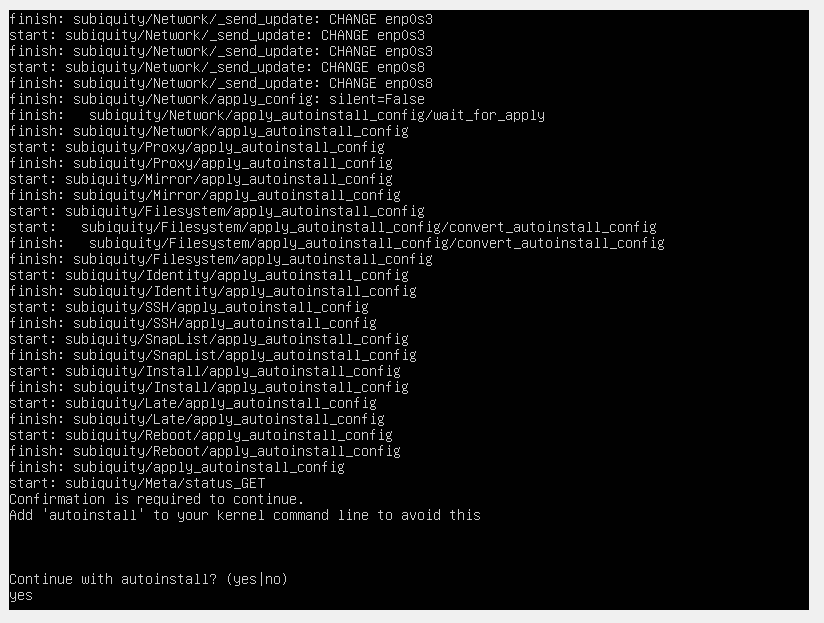 finish: subiquity/Network/_send_update: CHANGE enp0s3
start: subiquity/Network/_send_update: CHANGE enp0s3
finish: subiquity/Network/_send_update: CHANGE enp0s3
start: subiquity/Network/_send_update: CHANGE enp0s8
finish: subiquity/Network/_send_update: CHANGE enp0s8
finish: subiquity/Network/apply_config: silent=False
finish:   subiquity/Network/apply_autoinstall_config/wait_for_apply
finish: subiquity/Network/apply_autoinstall_config
start: subiquity/Proxy/apply_autoinstall_config
finish: subiquity/Proxy/apply_autoinstall_config
start: subiquity/Mirror/apply_autoinstall_config
finish: subiquity/Mirror/apply_autoinstall_config
start: subiquity/Filesystem/apply_autoinstall_config
start:   subiquity/Filesystem/apply_autoinstall_config/convert_autoinstall_config
finish:   subiquity/Filesystem/apply_autoinstall_config/convert_autoinstall_config
finish: subiquity/Filesystem/apply_autoinstall_config
start: subiquity/Identity/apply_autoinstall_config
finish: subiquity/Identity/apply_autoinstall_config
start: subiquity/SSH/apply_autoinstall_config
finish: subiquity/SSH/apply_autoinstall_config
start: subiquity/SnapList/apply_autoinstall_config
finish: subiquity/SnapList/apply_autoinstall_config
start: subiquity/Install/apply_autoinstall_config
finish: subiquity/Install/apply_autoinstall_config
start: subiquity/Late/apply_autoinstall_config
finish: subiquity/Late/apply_autoinstall_config
start: subiquity/Reboot/apply_autoinstall_config
finish: subiquity/Reboot/apply_autoinstall_config
finish: subiquity/apply_autoinstall_config
start: subiquity/Meta/status_GET
Confirmation is required to continue.
Add 'autoinstall' to your kernel command line to avoid this
Continue with autoinstall? (yes|no)
yes